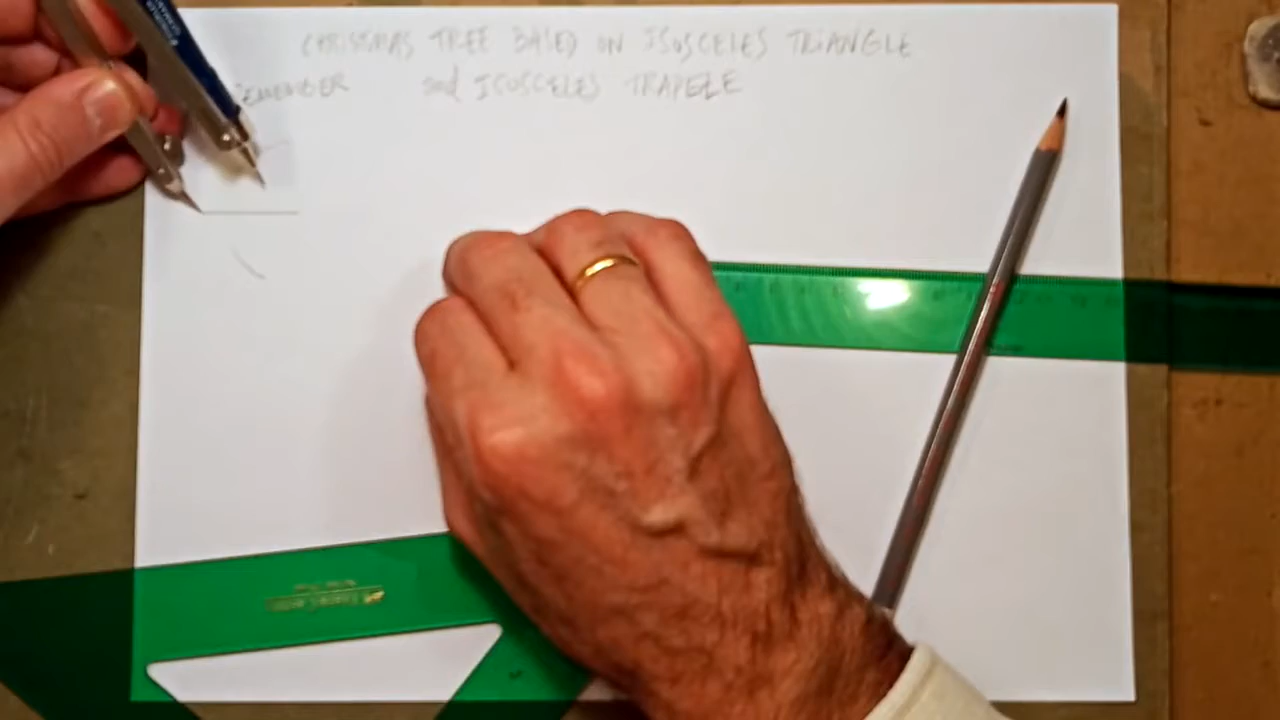 CHRISTMAS TREE BASED ON ISOSCELES TRIANGLE
and ISOSCELES TRAPEZE